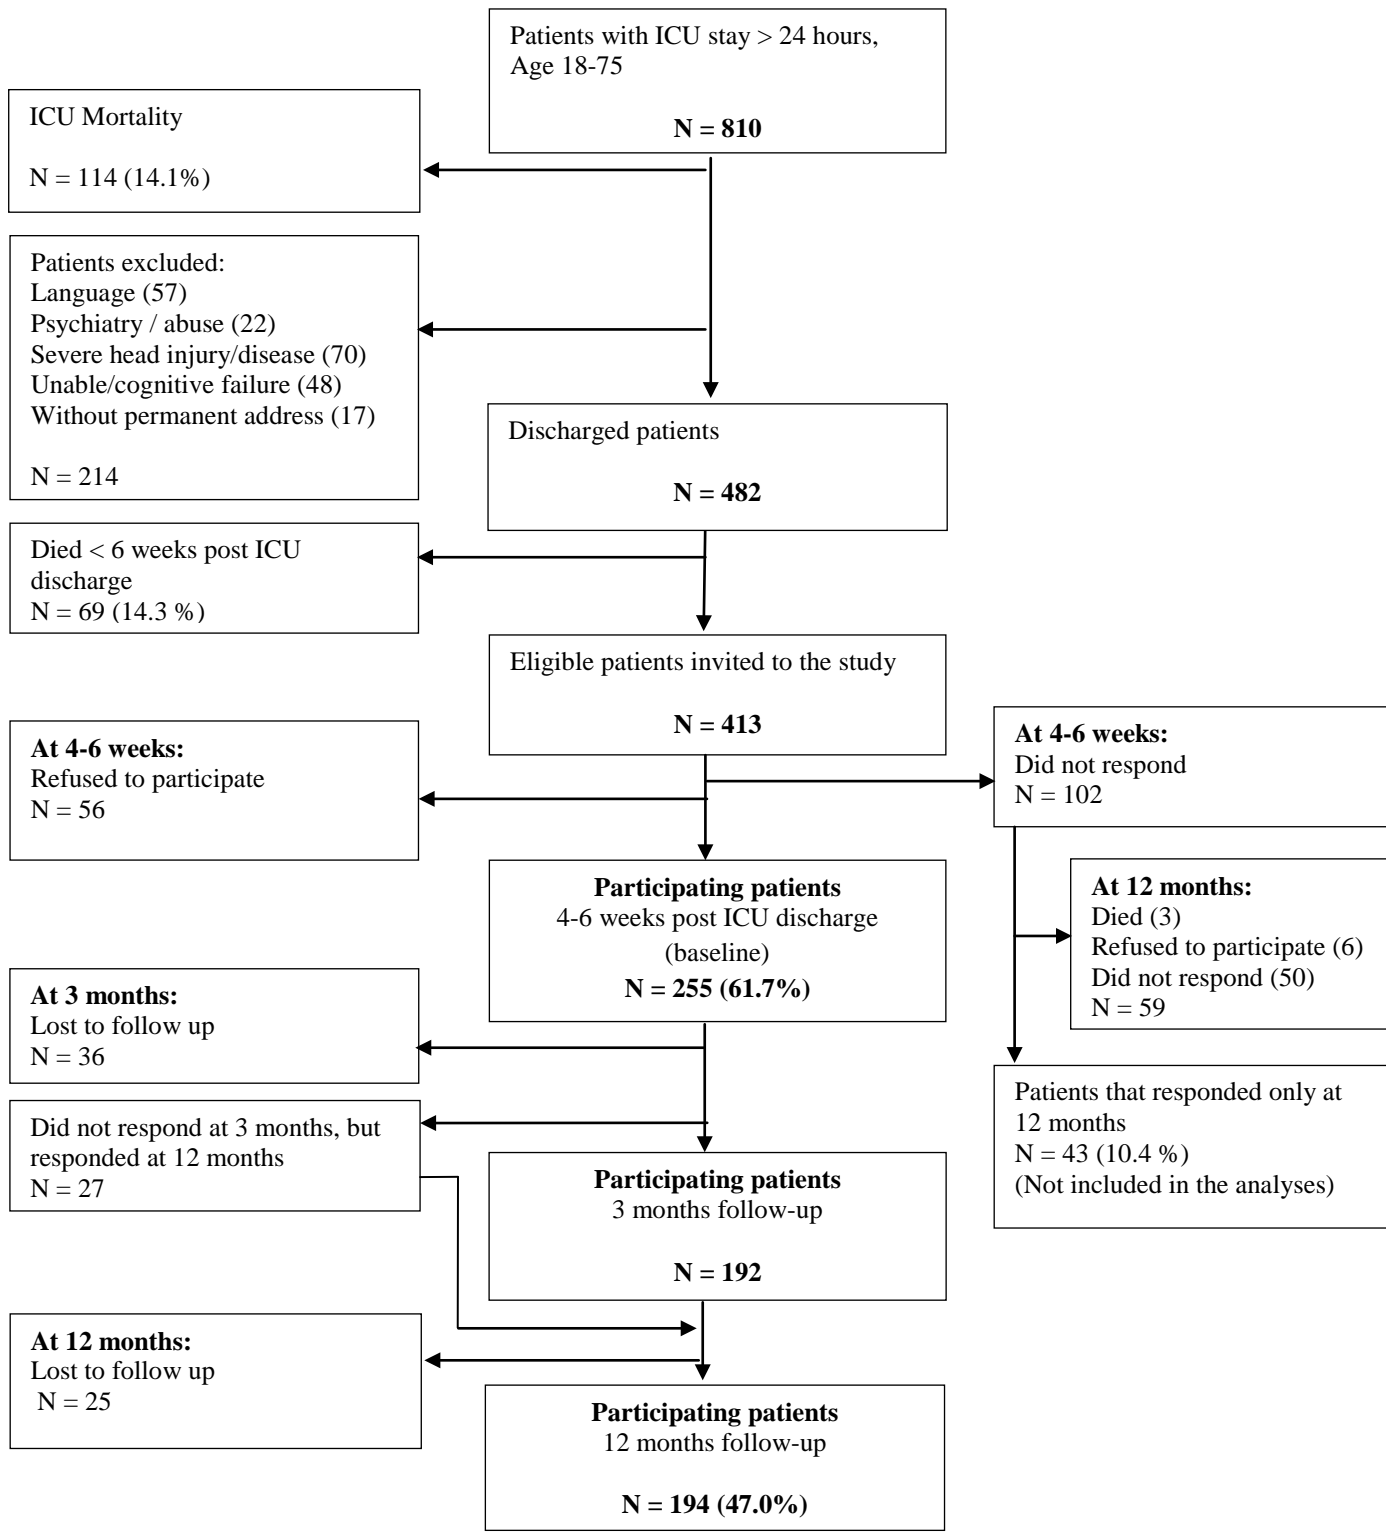 Patients with ICU stay > 24 hours,
Age 18-75
N = 810
ICU Mortality
N = 114 (14.1%)
Patients excluded:
Language (57)
Psychiatry / abuse (22)
Severe head injury/disease (70)
Unable/cognitive failure (48)
Without permanent address (17)
N = 214
Discharged patients
N = 482
Died < 6 weeks post ICU
discharge
N = 69 (14.3 %)
Eligible patients invited to the study
N = 413
At 4-6 weeks:
Refused to participate
N = 56
At 4-6 weeks:
Did not respond
N = 102
Participating patients
4-6 weeks post ICU discharge
(baseline)
N = 255 (61.7%)
At 12 months:
Died (3)
Refused to participate (6)
Did not respond (50)
N = 59
At 3 months:
Lost to follow up
N = 36
Patients that responded only at
12 months
N = 43 (10.4 %)
(Not included in the analyses)
Did not respond at 3 months, but
responded at 12 months
N = 27
Participating patients
3 months follow-up
N = 192
At 12 months:
Lost to follow up
N = 25
Participating patients
12 months follow-up
N = 194 (47.0%)